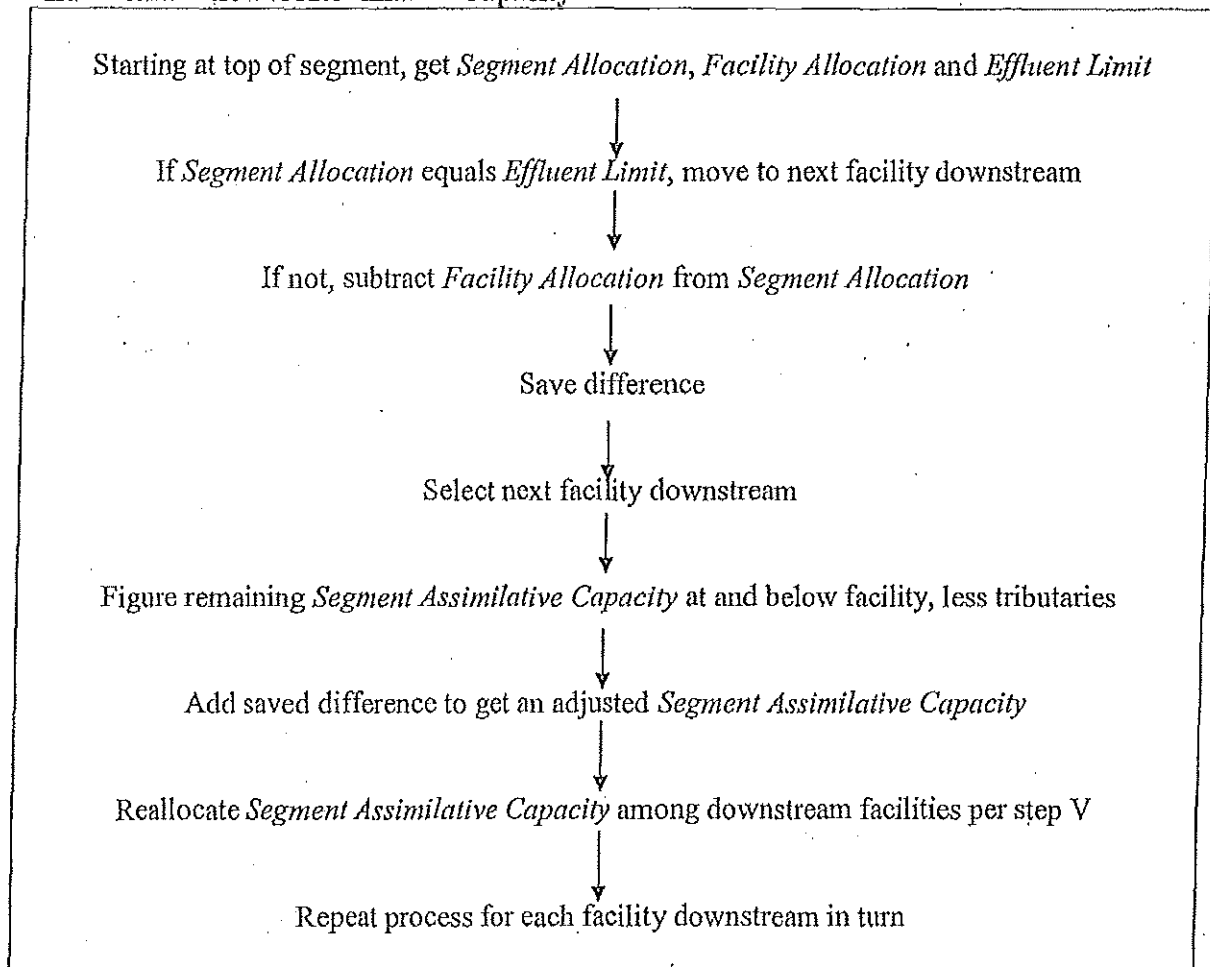 Capacity
Starting at top of segment, get Segment Allocation, Facility Allocation and Effluent Limit
If Segment Allocation equals Effluent Limit, move to next facility downstream
If not, subtract Facility Allocation from Segment Allocation
Save difference
Select next facility downstream
Figure remaining Segment Assimilative Capacity at and below facility, less tributaries
Add saved difference to get an adjusted Segment Assimilative Capacity
Reallocate Segment Assimilative Capacity among downstream facilities per step V
Repeat process for each facility downstream in turn